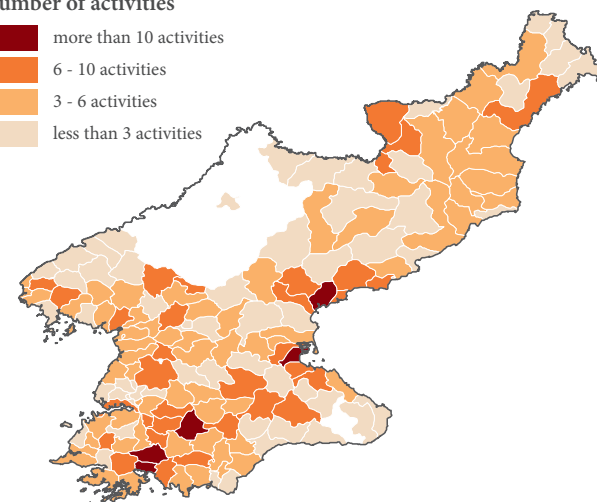 umber of activities
more than 10 activities
6 - 10 activities
3 - 6 activities
less than 3 activities